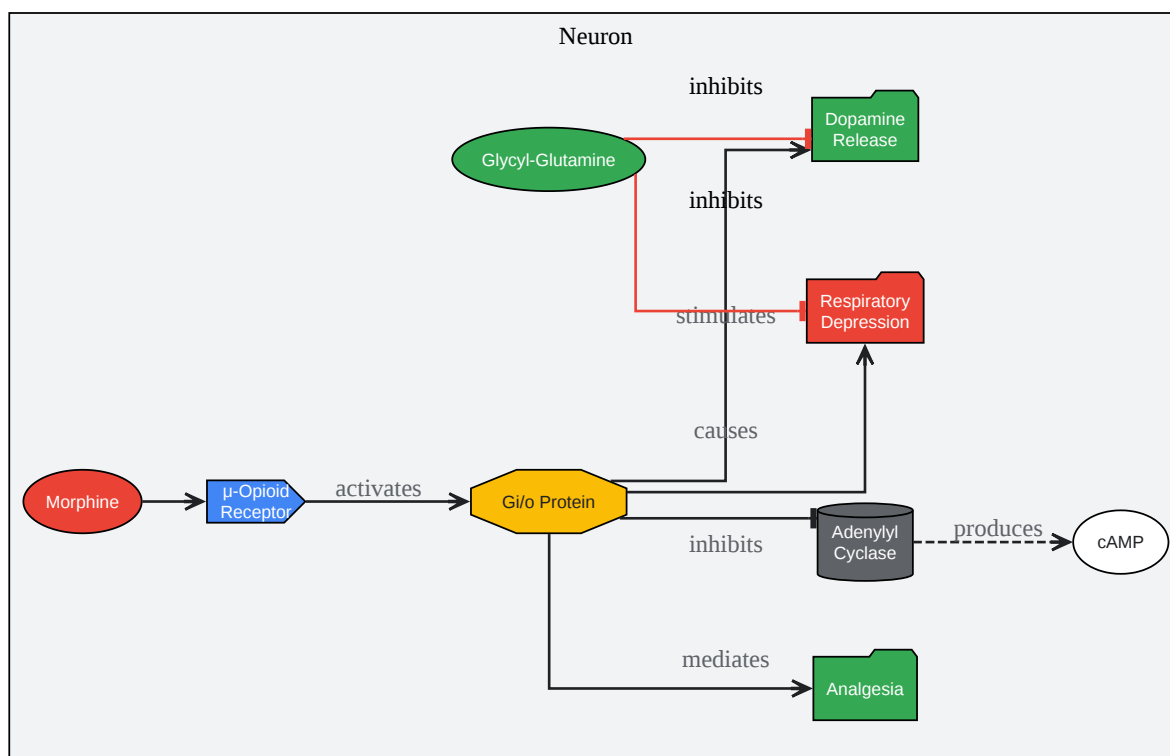 Neuron
inhibits
Dopamine
Release
Glycyl-Glutamine
inhibits
Respiratory
Depression
stimulates
causes
Morphine
μ-Opioid
Receptor
activates
Gi/o Protein
inhibits
Adenylyl
Cyclase
produces
cAMP
mediates
Analgesia